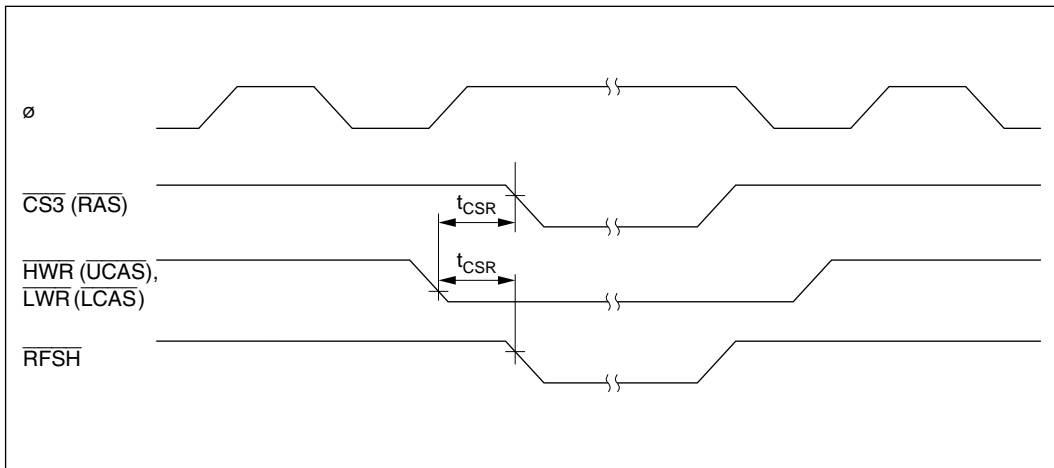 ø
CS3 (RAS)
tCSR
HWR (UCAS),
LWR (LCAS)
tCSR
RFSH